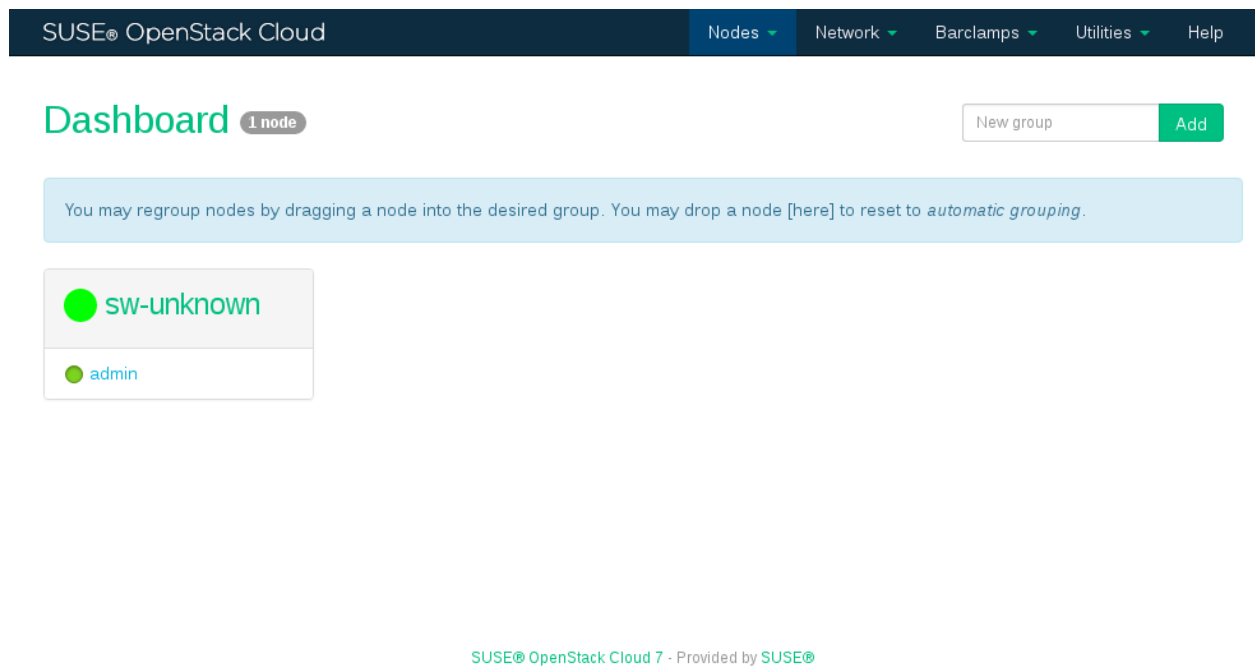 SUSE® OpenStack Cloud
Nodes
Network
Barclamps
Utilities
Help
Dashboard
1 node
New group
Add
You may regroup nodes by dragging a node into the desired group. You may drop a node [here] to reset to automatic grouping.
sw-unknown
admin
SUSE® OpenStack Cloud 7 - Provided by SUSE®